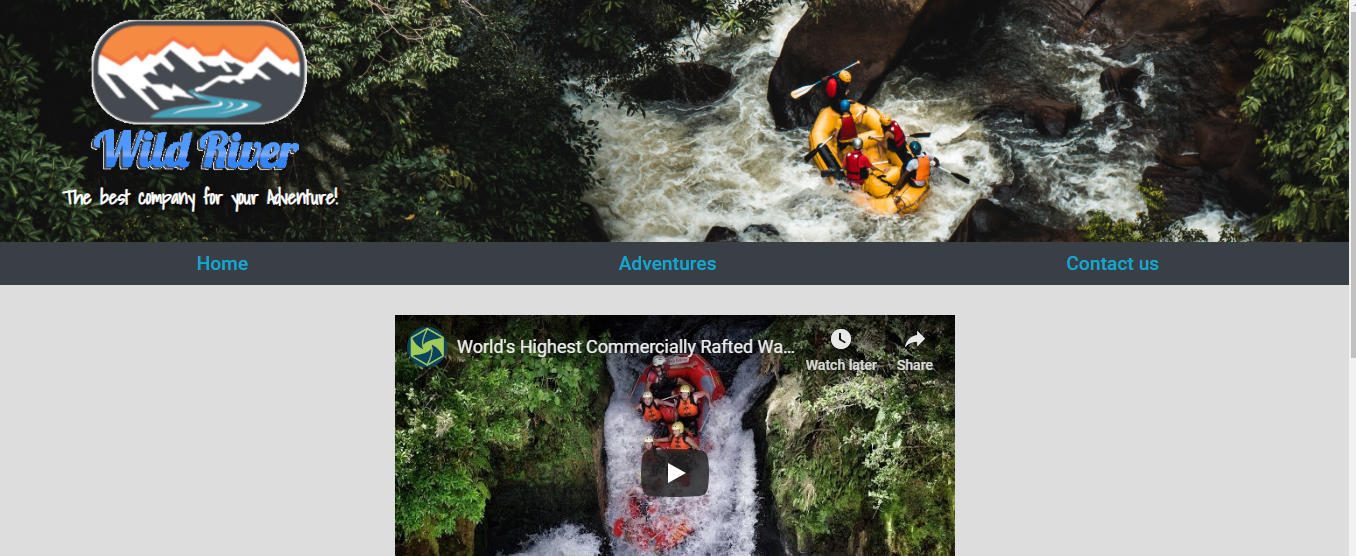 Wild River
The best company for your Adventure!
Home
Adventures
Contact us
World's Highest Commercially Rafted Wa...
Watch later
Share